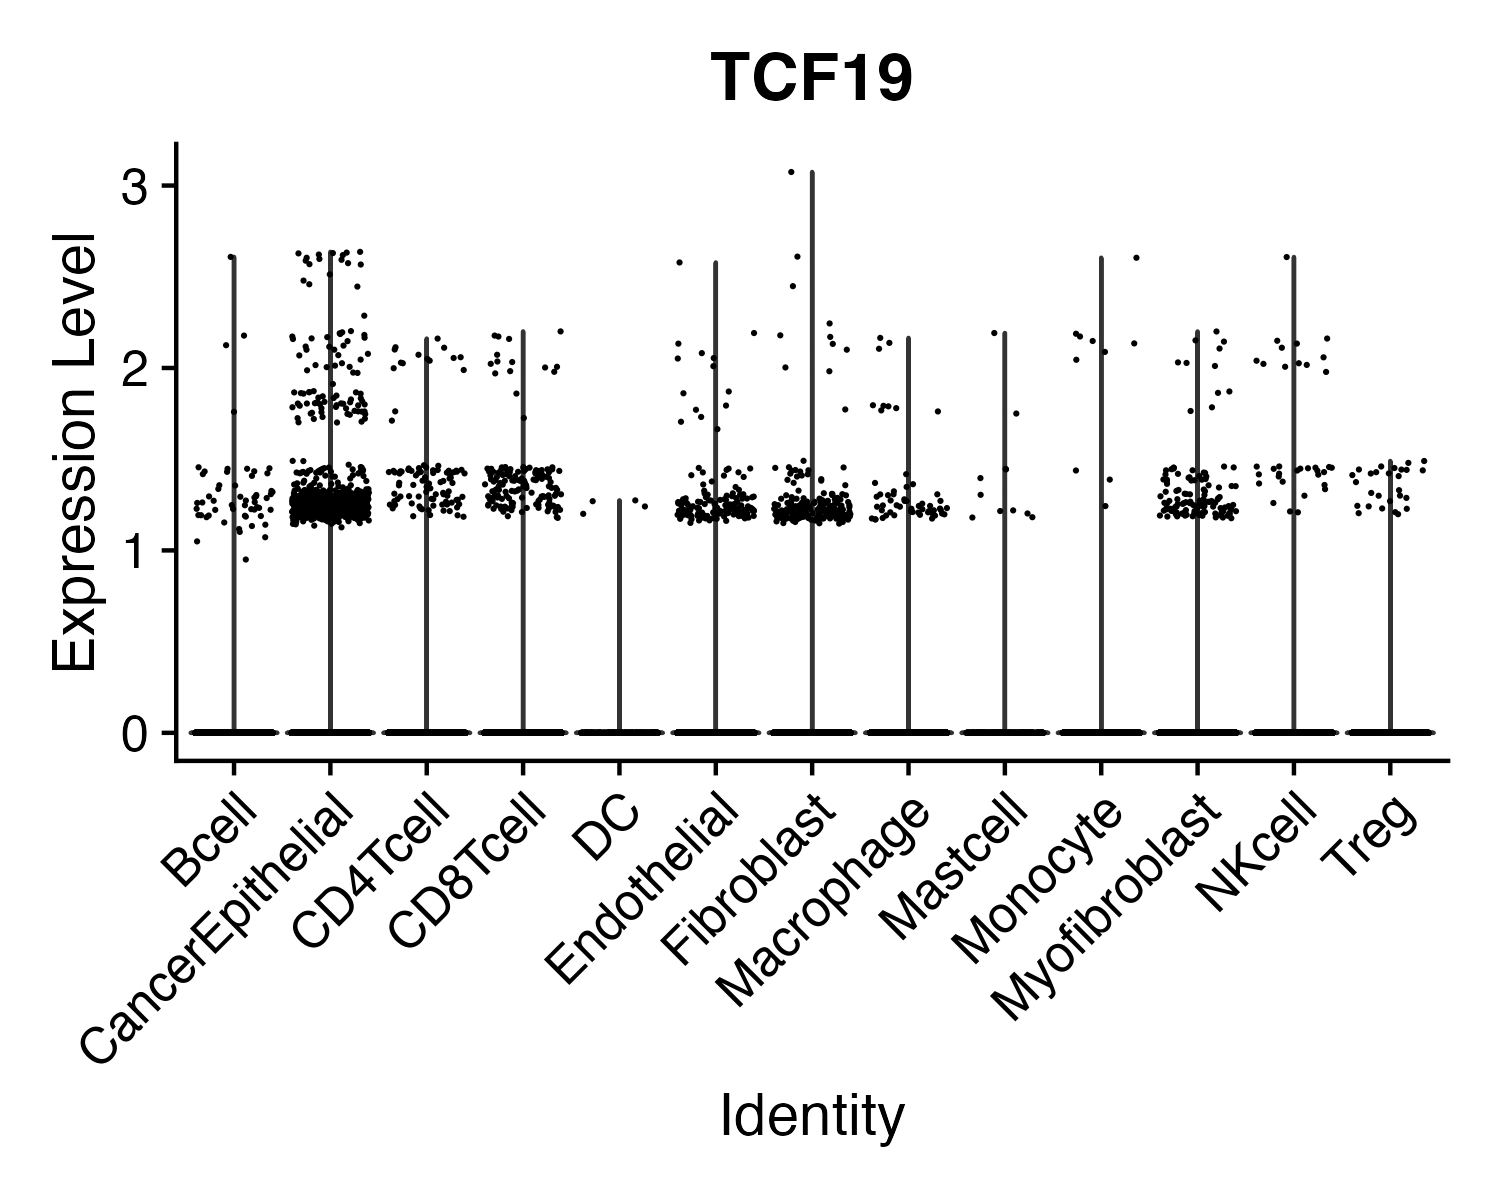 TCF19
Expression Level
3
2
1
0
Bcell
CancerEpithelial
CD4Tcell
CD8Tcell
DC
Endothelial
Fibroblast
Macrophage
Mastcell
Monocyte
Myofibroblast
NKcell
Treg
Identity